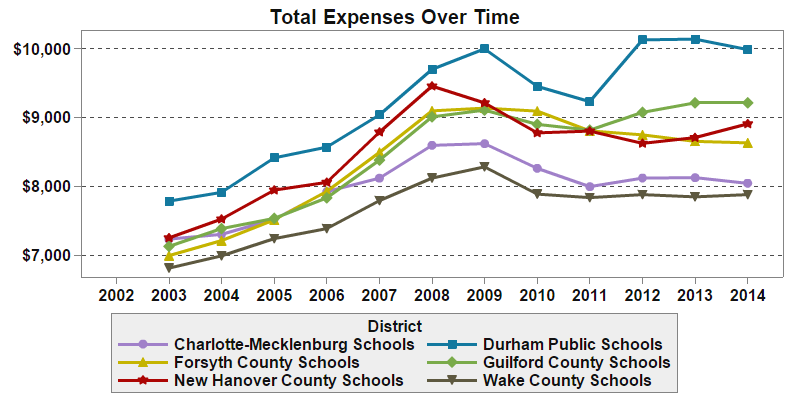 Total Expenses Over Time
$10,000
$9,000
$8,000
$7,000
2002 2003 2004 2005 2006 2007 2008 2009 2010 2011 2012 2013 2014
District
Charlotte-Mecklenburg Schools Durham Public Schools
Forsyth County Schools Guilford County Schools
New Hanover County Schools Wake County Schools